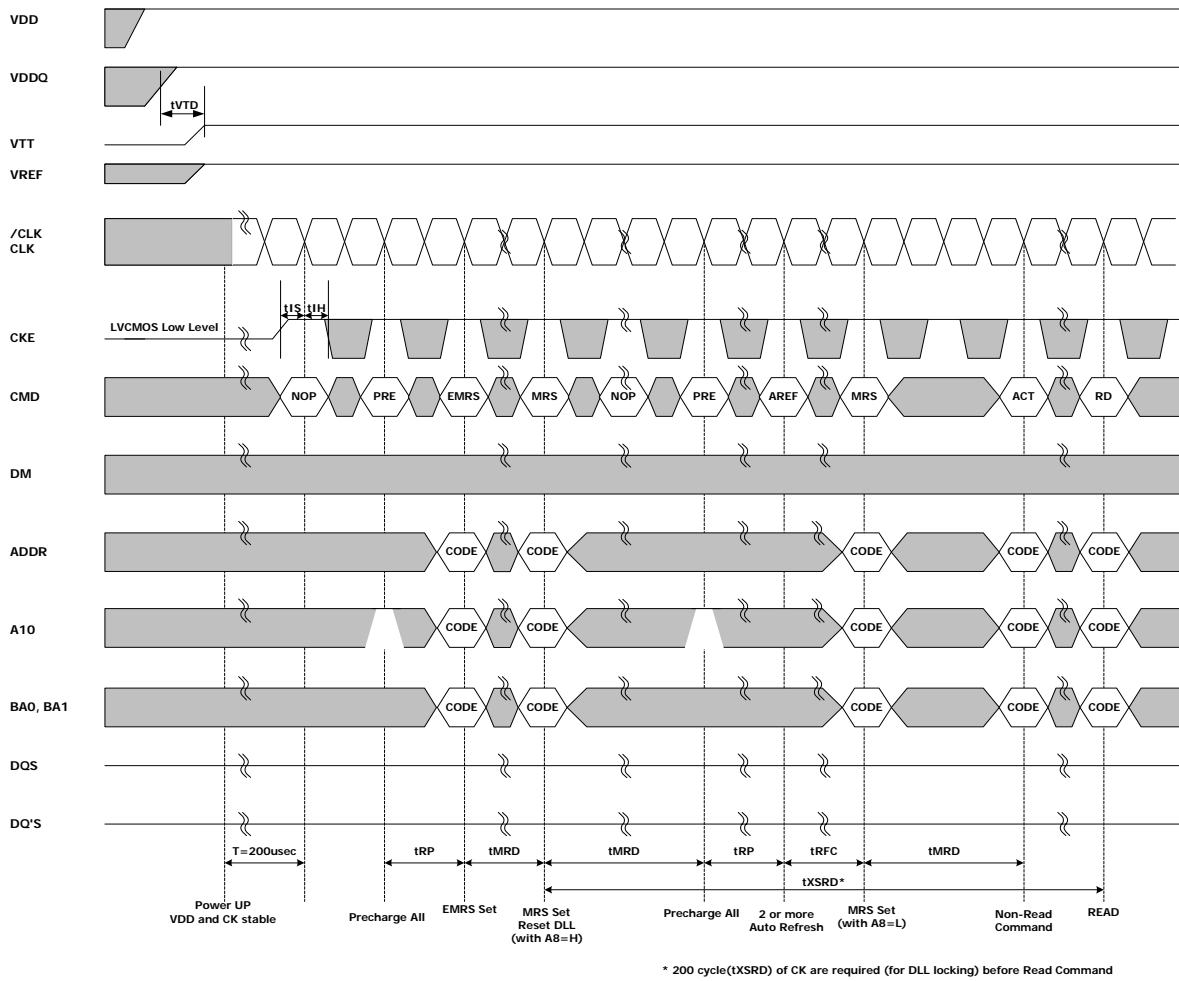 VDD
VDDQ
tVTD
VTT
VREF
/CLK
CLK
tIS tIH
LVCMOS Low Level
CKE
CMD
NOP PRE EMRS MRS NOP PRE AREF MRS ACT RD
DM
ADDR
CODE CODE CODE CODE CODE
A10
CODE CODE CODE CODE CODE
BA0, BA1
CODE CODE CODE CODE CODE
DQS
DQ'S
T=200usec tRP tMRD tMRD tRP tRFC tMRD
tXSRD*
Power UP
VDD and CK stable
Precharge All
EMRS Set
MRS Set
Reset DLL
(with A8=H)
Precharge All
2 or more
Auto Refresh
MRS Set
(with A8=L)
Non-Read
Command
READ
* 200 cycle(tXSRD) of CK are required (for DLL locking) before Read Command